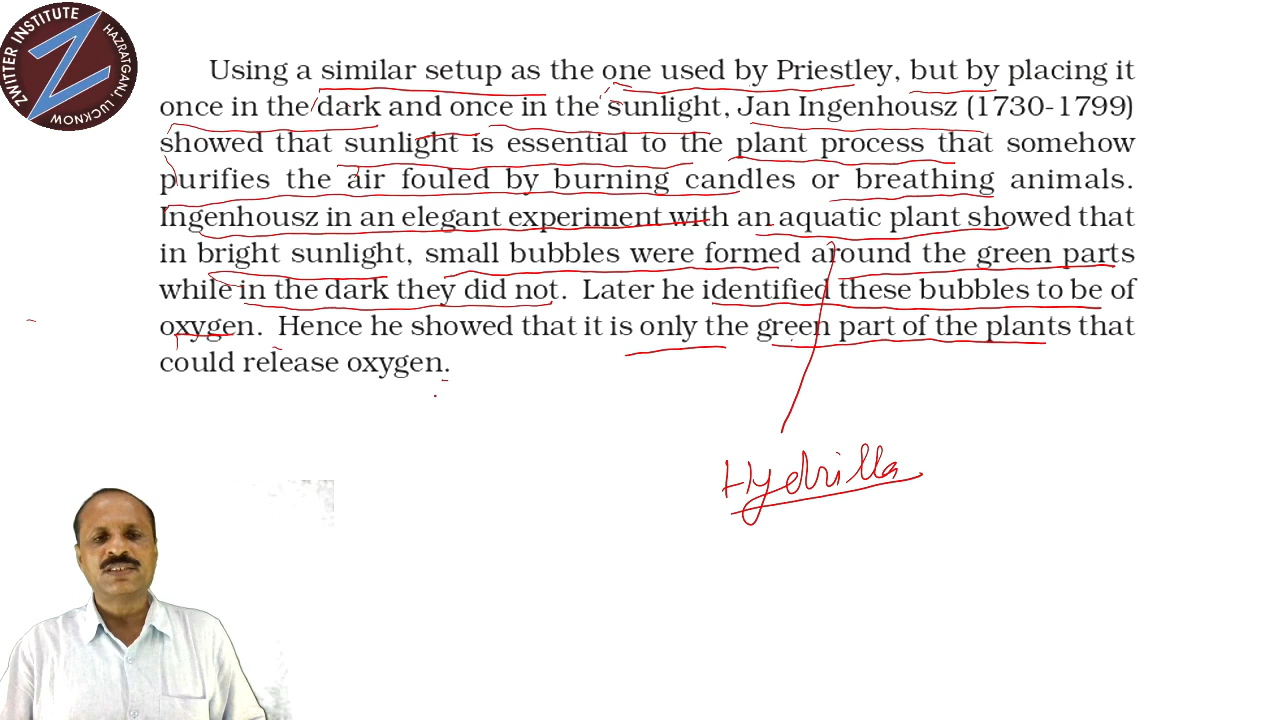 ZWITTER INSTITUTE
HAZRATGANJ, LUCKNOW
Z
Using a similar setup as the one used by Priestley, but by placing it
once in the dark and once in the sunlight, Jan Ingenhousz (1730-1799)
showed that sunlight is essential to the plant process that somehow
purifies the air fouled by burning candles or breathing animals.
Ingenhousz in an elegant experiment with an aquatic plant showed that
in bright sunlight, small bubbles were formed around the green parts
while in the dark they did not. Later he identified these bubbles to be of
oxygen. Hence he showed that it is only the green part of the plants that
could release oxygen.
Hydrilla